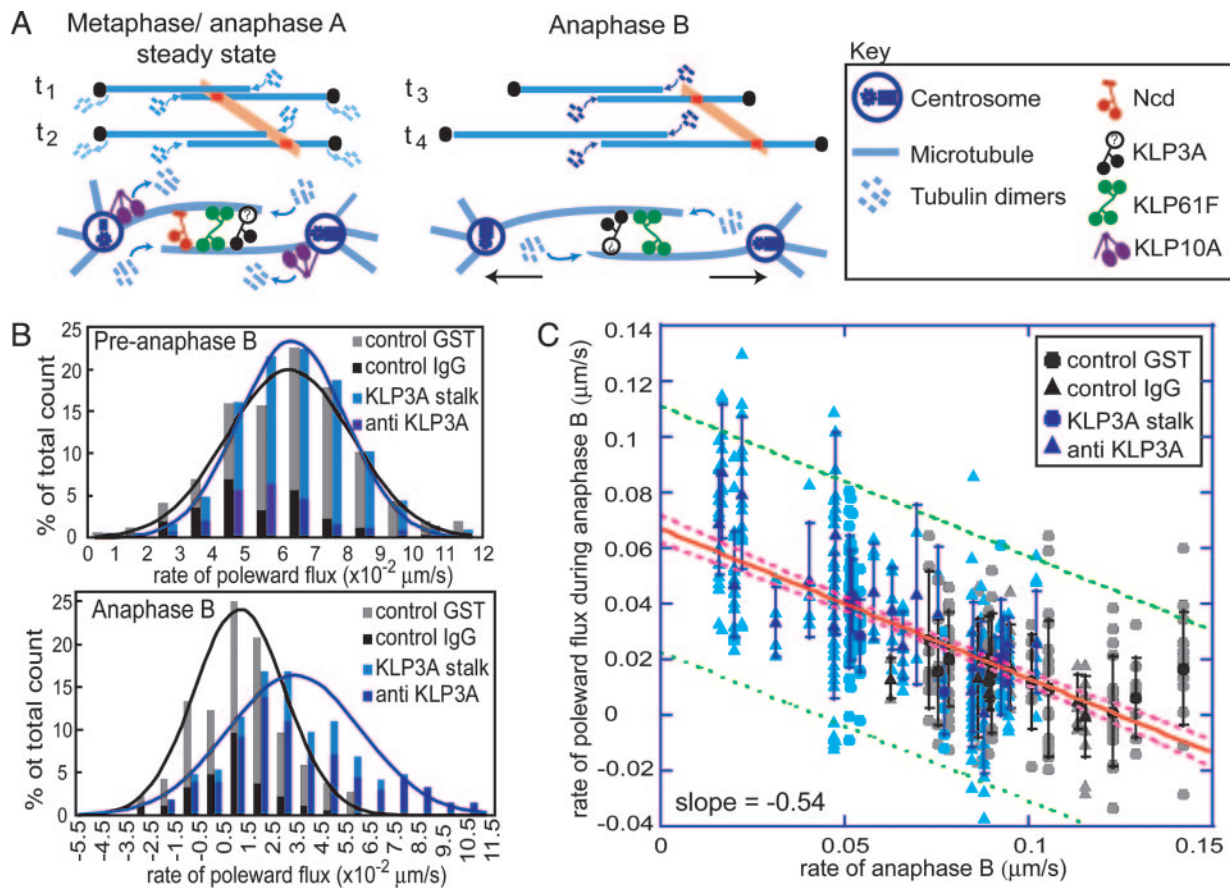 A
Metaphase/ anaphase A
steady state
t1
t2
Anaphase B
t3
t4
Key
Centrosome
Microtubule
Tubulin dimers
Ncd
?
KLP3A
KLP61F
KLP10A
?
?
B
Pre-anaphase B
control GST
control IgG
KLP3A stalk
anti KLP3A
% of total count
25
20
15
10
5
0
0 2 3 4 5 6 7 8 9 10 12
rate of poleward flux (x10-2 µm/s)
Anaphase B
control GST
control IgG
KLP3A stalk
anti KLP3A
% ot total count
25
20
15
10
5
0
-5.5 -4.5 -2.5 -1.5 -0.5 0.5 1.5 2.5 3.5 4.5 5.5 6.5 7.5 8.5 9.5 10.5 11.5
rate of poleward flux (x10-2 µm/s)
C
control GST
control IgG
KLP3A stalk
anti KLP3A
rate of poleward flux during anaphase B (µm/s)
0.14
0.12
0.1
0.08
0.06
0.04
0.02
0
-0.02
-0.04
slope = -0.54
0 0.05 0.1 0.15
rate of anaphase B (µm/s)